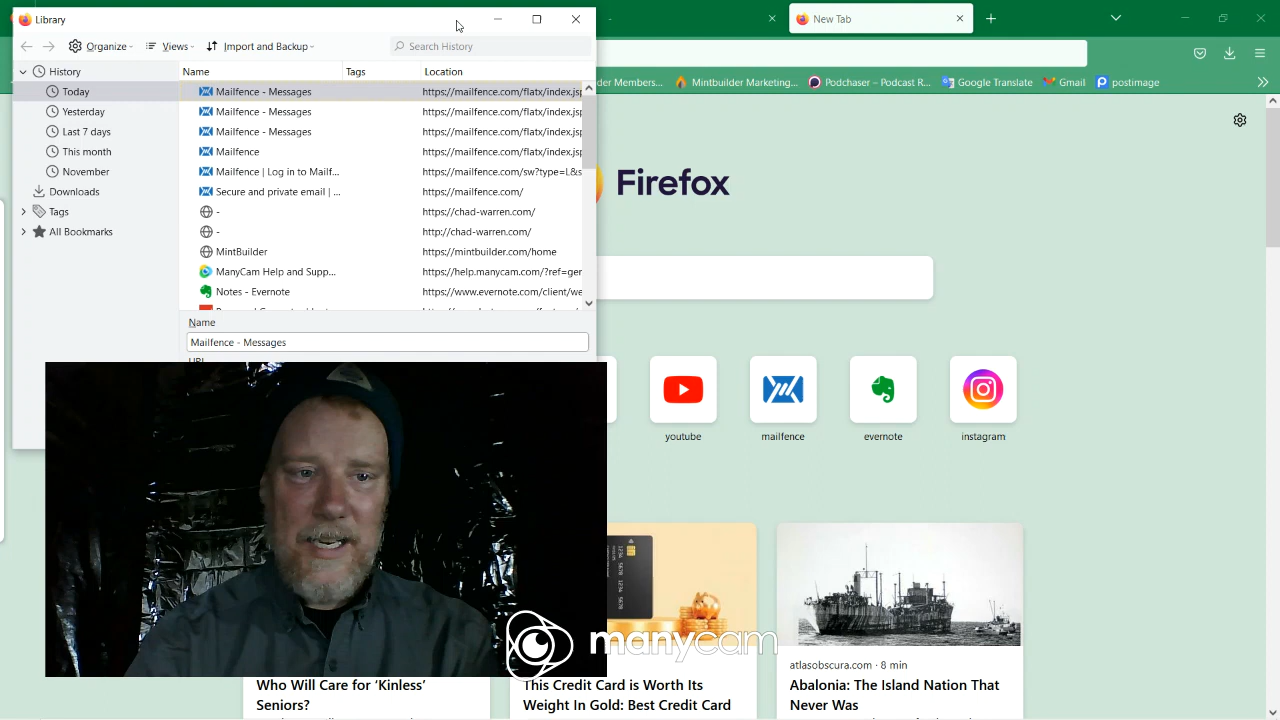 Library
-
New Tab
Organize
Views
Import and Backup
Search History
der Members...
Mintbuilder Marketing...
Podchaser – Podcast R...
Google Translate
Gmail
postimage
History
Today
Yesterday
Last 7 days
This month
November
Downloads
Tags
All Bookmarks
Name
Tags
Location
Mailfence - Messages
https://mailfence.com/flatx/index.jsp
Mailfence - Messages
https://mailfence.com/flatx/index.jsp
Mailfence - Messages
https://mailfence.com/flatx/index.jsp
Mailfence
https://mailfence.com/flatx/index.jsp
Mailfence | Log in to Mailf...
https://mailfence.com/sw?type=L&s
Secure and private email | ...
https://mailfence.com/
-
https://chad-warren.com/
-
http://chad-warren.com/
MintBuilder
https://mintbuilder.com/home
ManyCam Help and Supp...
https://help.manycam.com/?ref=ger
Notes - Evernote
https://www.evernote.com/client/we
Name
Mailfence - Messages
Firefox
youtube
mailfence
evernote
instagram
manycam
Who Will Care for ‘Kinless’
Seniors?
This Credit Card is Worth Its
Weight In Gold: Best Credit Card
atlasobscura.com · 8 min
Abalonia: The Island Nation That
Never Was